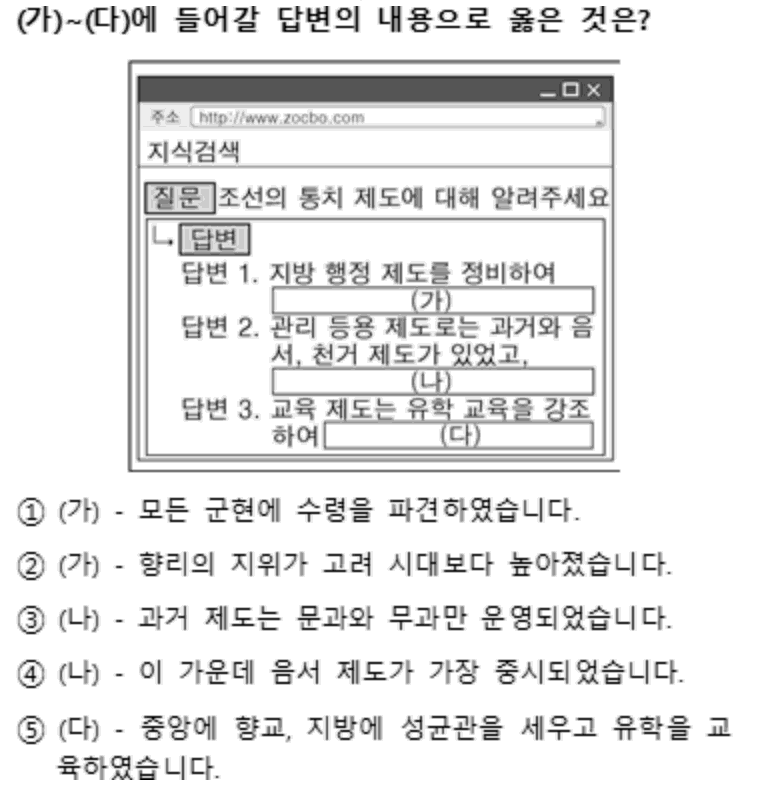 (가)~(다)에 들어갈 답변의 내용으로 옳은 것은?
주소 http://www.zocbo.com
지식검색
질문 조선의 통치 제도에 대해 알려주세요
답변
답변 1. 지방 행정 제도를 정비하여
(가)
답변 2. 관리 등용 제도로는 과거와 음
서, 천거 제도가 있었고,
(나)
답변 3. 교육 제도는 유학 교육을 강조
하여 (다)
① (가) - 모든 군현에 수령을 파견하였습니다.
② (가) - 향리의 지위가 고려 시대보다 높아졌습니다.
③ (나) - 과거 제도는 문과와 무과만 운영되었습니다.
④ (나) - 이 가운데 음서 제도가 가장 중시되었습니다.
⑤ (다) - 중앙에 향교, 지방에 성균관을 세우고 유학을 교
육하였습니다.